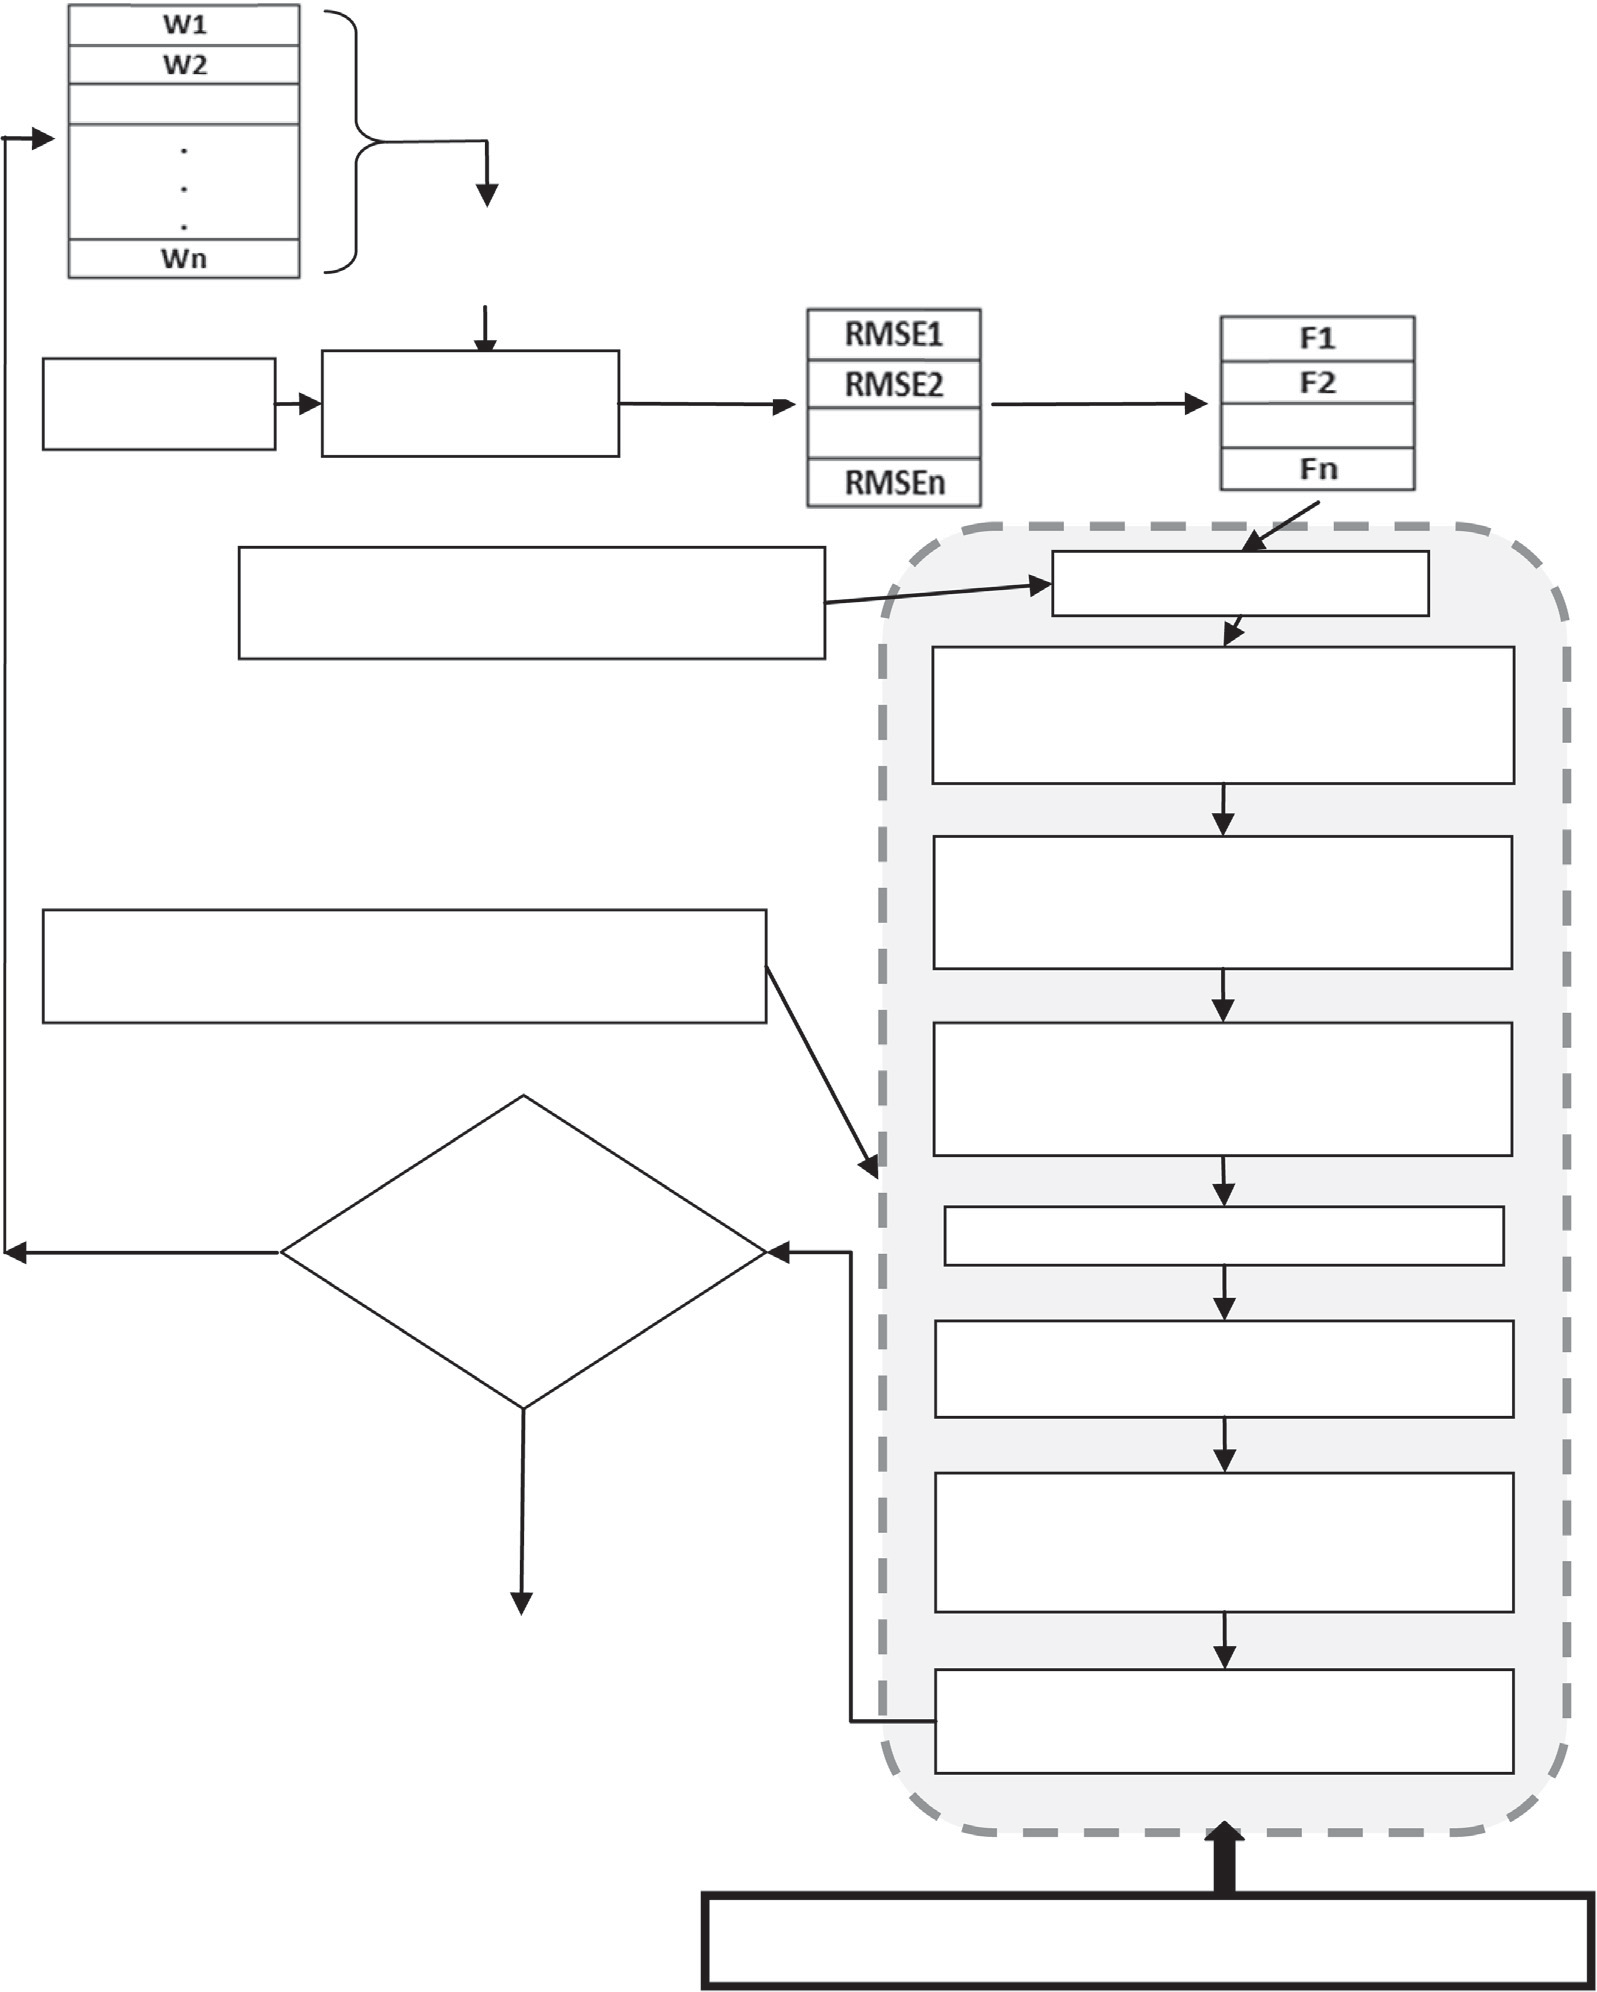 W1
W2
.
.
.
Wn
RMSE1
RMSE2
RMSEn
F1
F2
Fn